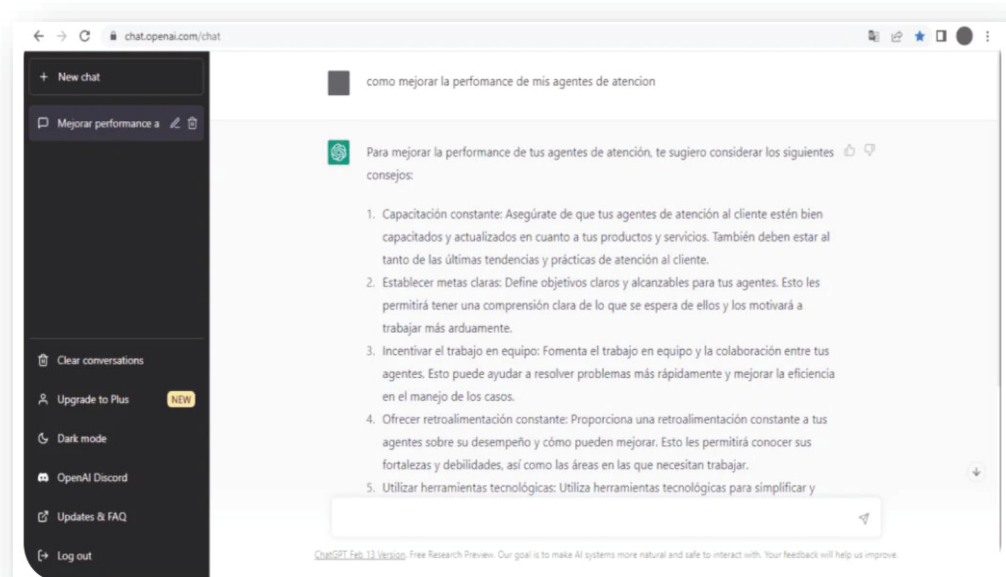 chat.openai.com/chat
+ New chat
Mejorar performance a
Clear conversations
Upgrade to Plus NEW
Dark mode
OpenAI Discord
Updates & FAQ
Log out
como mejorar la perfomance de mis agentes de atencion
Para mejorar la performance de tus agentes de atención, te sugiero considerar los siguientes
consejos:
1. Capacitación constante: Asegúrate de que tus agentes de atención al cliente estén bien
capacitados y actualizados en cuanto a tus productos y servicios. También deben estar al
tanto de las últimas tendencias y prácticas de atención al cliente.
2. Establecer metas claras: Define objetivos claros y alcanzables para tus agentes. Esto les
permitirá tener una comprensión clara de lo que se espera de ellos y los motivará a
trabajar más arduamente.
3. Incentivar el trabajo en equipo: Fomenta el trabajo en equipo y la colaboración entre tus
agentes. Esto puede ayudar a resolver problemas más rápidamente y mejorar la eficiencia
en el manejo de los casos.
4. Ofrecer retroalimentación constante: Proporciona una retroalimentación constante a tus
agentes sobre su desempeño y cómo pueden mejorar. Esto les permitirá conocer sus
fortalezas y debilidades, así como las áreas en las que necesitan trabajar.
5. Utilizar herramientas tecnológicas: Utiliza herramientas tecnológicas para simplificar y
ChatGPT Feb 13 Version. Free Research Preview. Our goal is to make AI systems more natural and safe to interact with. Your feedback will help us improve.